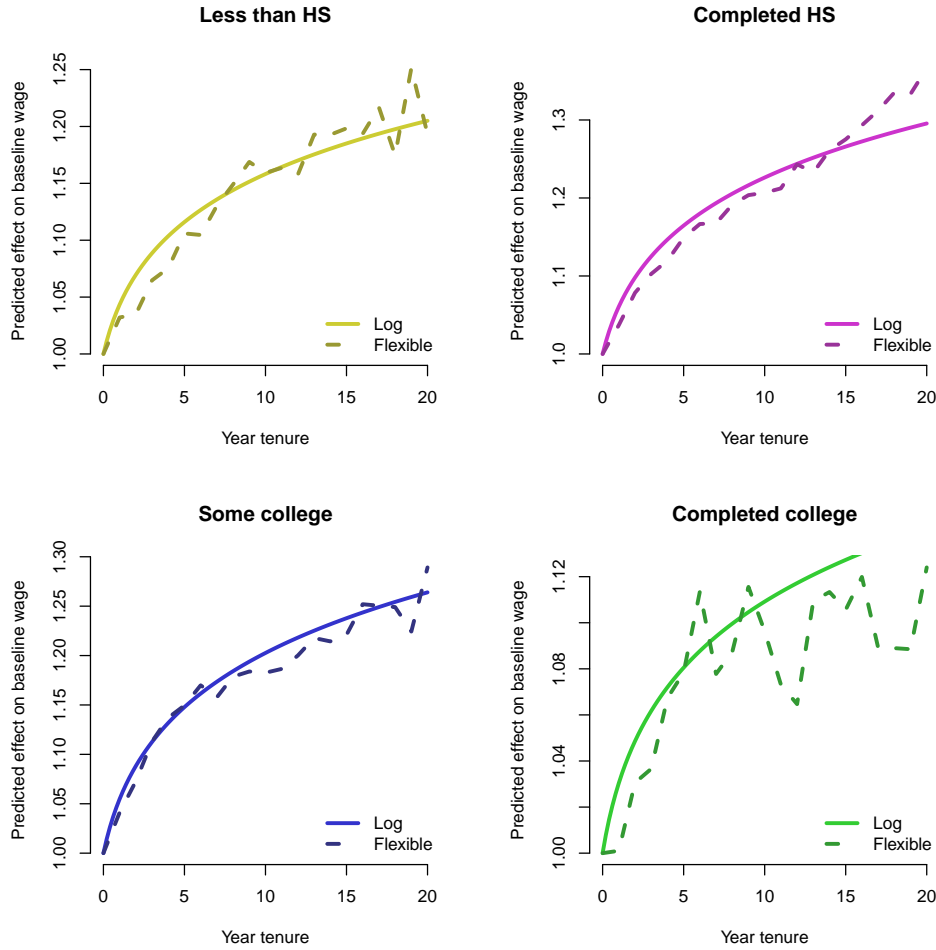 Less than HS
Predicted effect on baseline wage
1.25
1.20
1.15
1.10
1.05
1.00
Log
Flexible
0 5 10 15 20
Year tenure
Completed HS
Predicted effect on baseline wage
1.3
1.2
1.1
1.0
Log
Flexible
0 5 10 15 20
Year tenure
Some college
Predicted effect on baseline wage
1.30
1.25
1.20
1.15
1.10
1.05
1.00
Log
Flexible
0 5 10 15 20
Year tenure
Completed college
Predicted effect on baseline wage
1.12
1.08
1.04
1.00
Log
Flexible
0 5 10 15 20
Year tenure